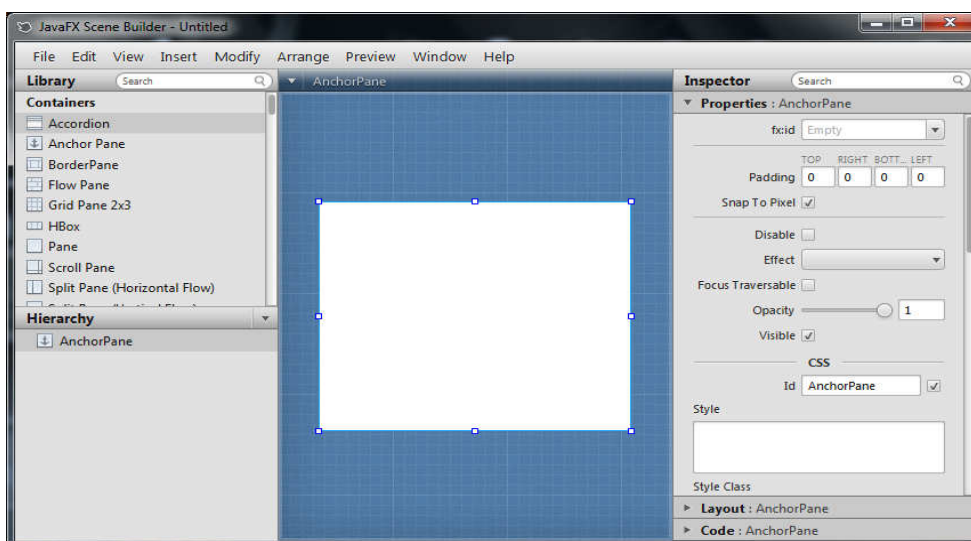 JavaFX Scene Builder - Untitled
File Edit View Insert Modify Arrange Preview Window Help
Library Search
Containers
Accordion
Anchor Pane
BorderPane
Flow Pane
Grid Pane 2x3
HBox
Pane
Scroll Pane
Split Pane (Horizontal Flow)
Hierarchy
AnchorPane
AnchorPane
Inspector Search
Properties : AnchorPane
fx:id Empty
TOP RIGHT BOTT... LEFT
Padding 0 0 0 0
Snap To Pixel
Disable
Effect
Focus Traversable
Opacity 1
Visible
CSS
Id AnchorPane
Style
Style Class
Layout : AnchorPane
Code : AnchorPane